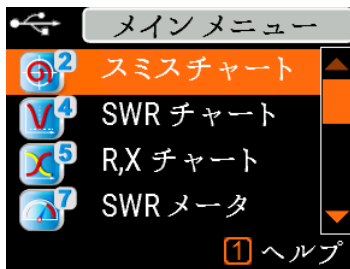 メイン メニュー
2 スミスチャート
4 SWR チャート
5 R,X チャート
7 SWR メータ
1 ヘルプ